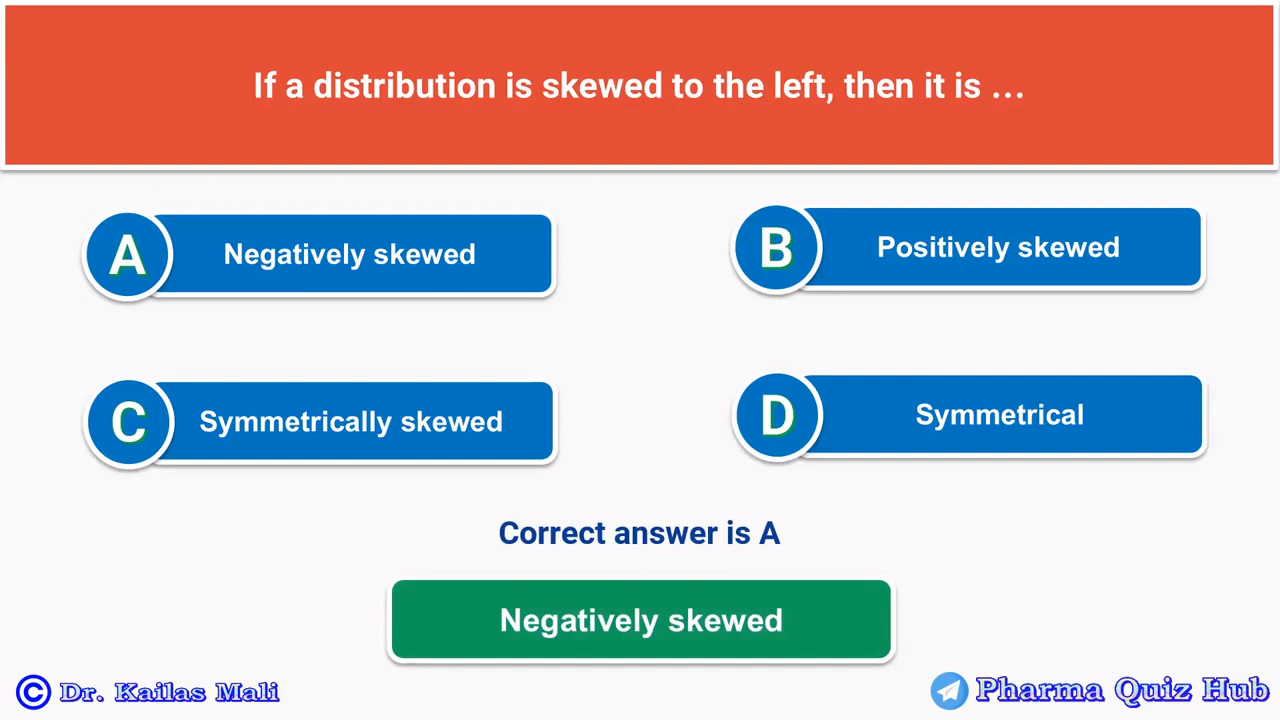 If a distribution is skewed to the left, then it is ...
A Negatively skewed
B Positively skewed
C Symmetrically skewed
D Symmetrical
Correct answer is A
Negatively skewed
© Dr. Kailas Mali
Pharma Quiz Hub